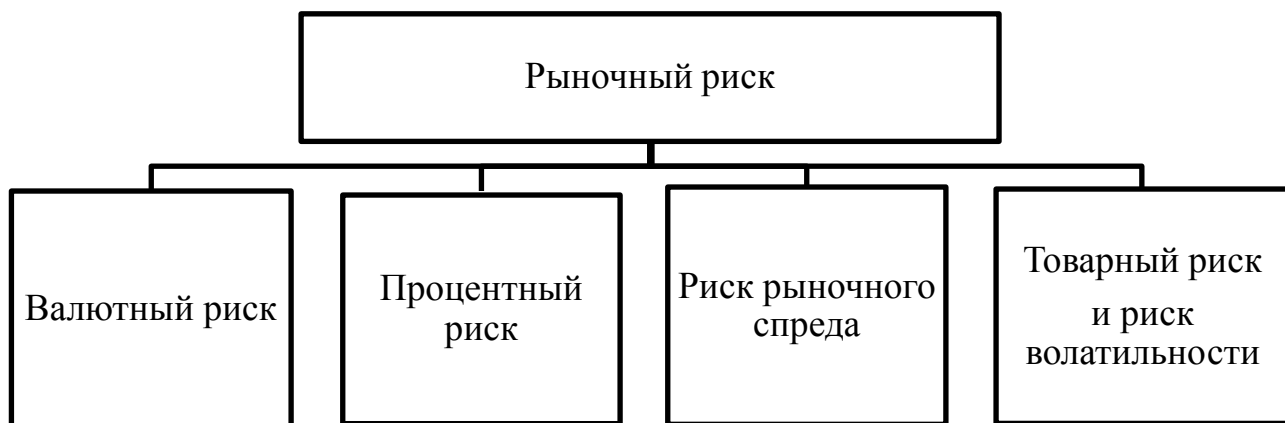 Рыночный риск
Валютный риск
Процентный
риск
Риск рыночного
спреда
Товарный риск
и риск
волатильности